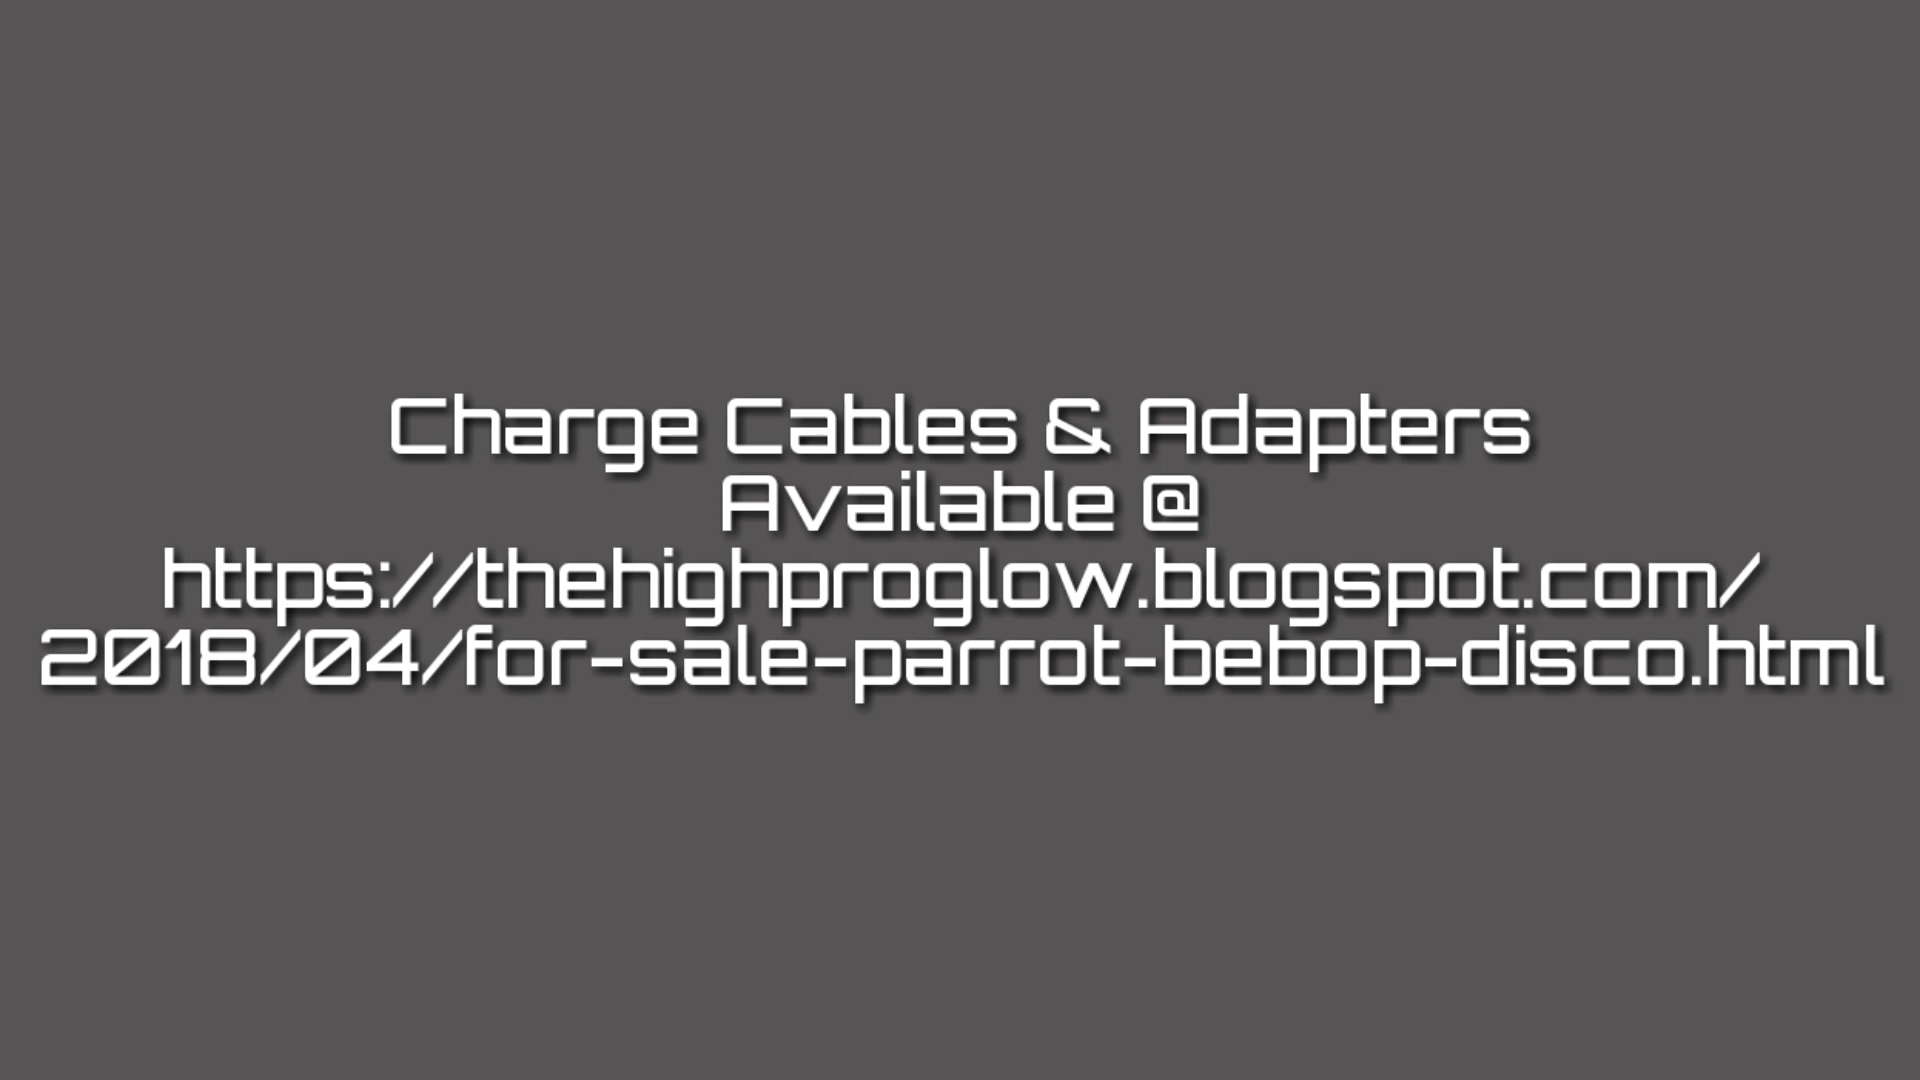 Charge Cables & Adapters
Available @
https://thehighproglow.blogspot.com/
2018/04/for-sale-parrot-bebop-disco.html